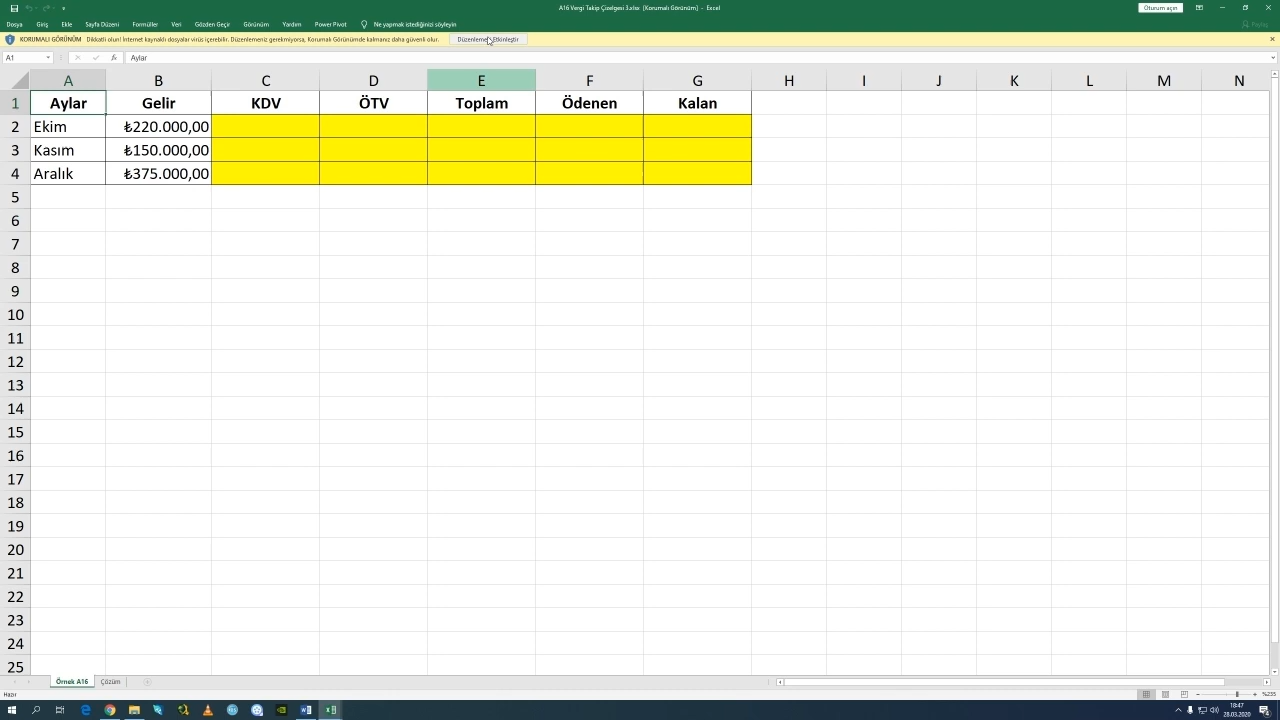 A16 Vergi Takip Çizelgesi 3.xlsx [Korumalı Görünüm] - Excel
Oturum açın
Dosya Giriş Ekle Sayfa Düzeni Formüller Veri Gözden Geçir Görünüm Yardım Power Pivot Ne yapmak istediğinizi söyleyin Paylaş
KORUMALI GÖRÜNÜM Dikkatli olun! İnternet kaynaklı dosyalar virüs içerebilir. Düzenlemeniz gerekmiyorsa, Korumalı Görünümde kalmanız daha güvenli olur. Düzenlemeyi Etkinleştir
A1 fx Aylar
A B C D E F G H I J K L M N
1 Aylar Gelir KDV ÖTV Toplam Ödenen Kalan
2 Ekim ₺220.000,00
3 Kasım ₺150.000,00
4 Aralık ₺375.000,00
5
6
7
8
9
10
11
12
13
14
15
16
17
18
19
20
21
22
23
24
25
Örnek A16 Çözüm
Hazır %235
18:47
28.03.2020